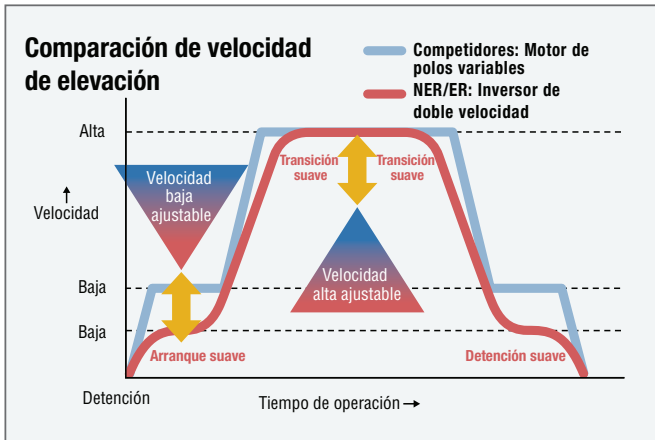 Comparación de velocidad
de elevación
Competidores: Motor de
polos variables
NER/ER: Inversor de
doble velocidad
Alta
Transición
suave
Transición
suave
Velocidad
baja
ajustable
↑
Velocidad
Velocidad
alta ajustable
Baja
Baja
Arranque suave
Detención suave
Detención
Tiempo de operación →